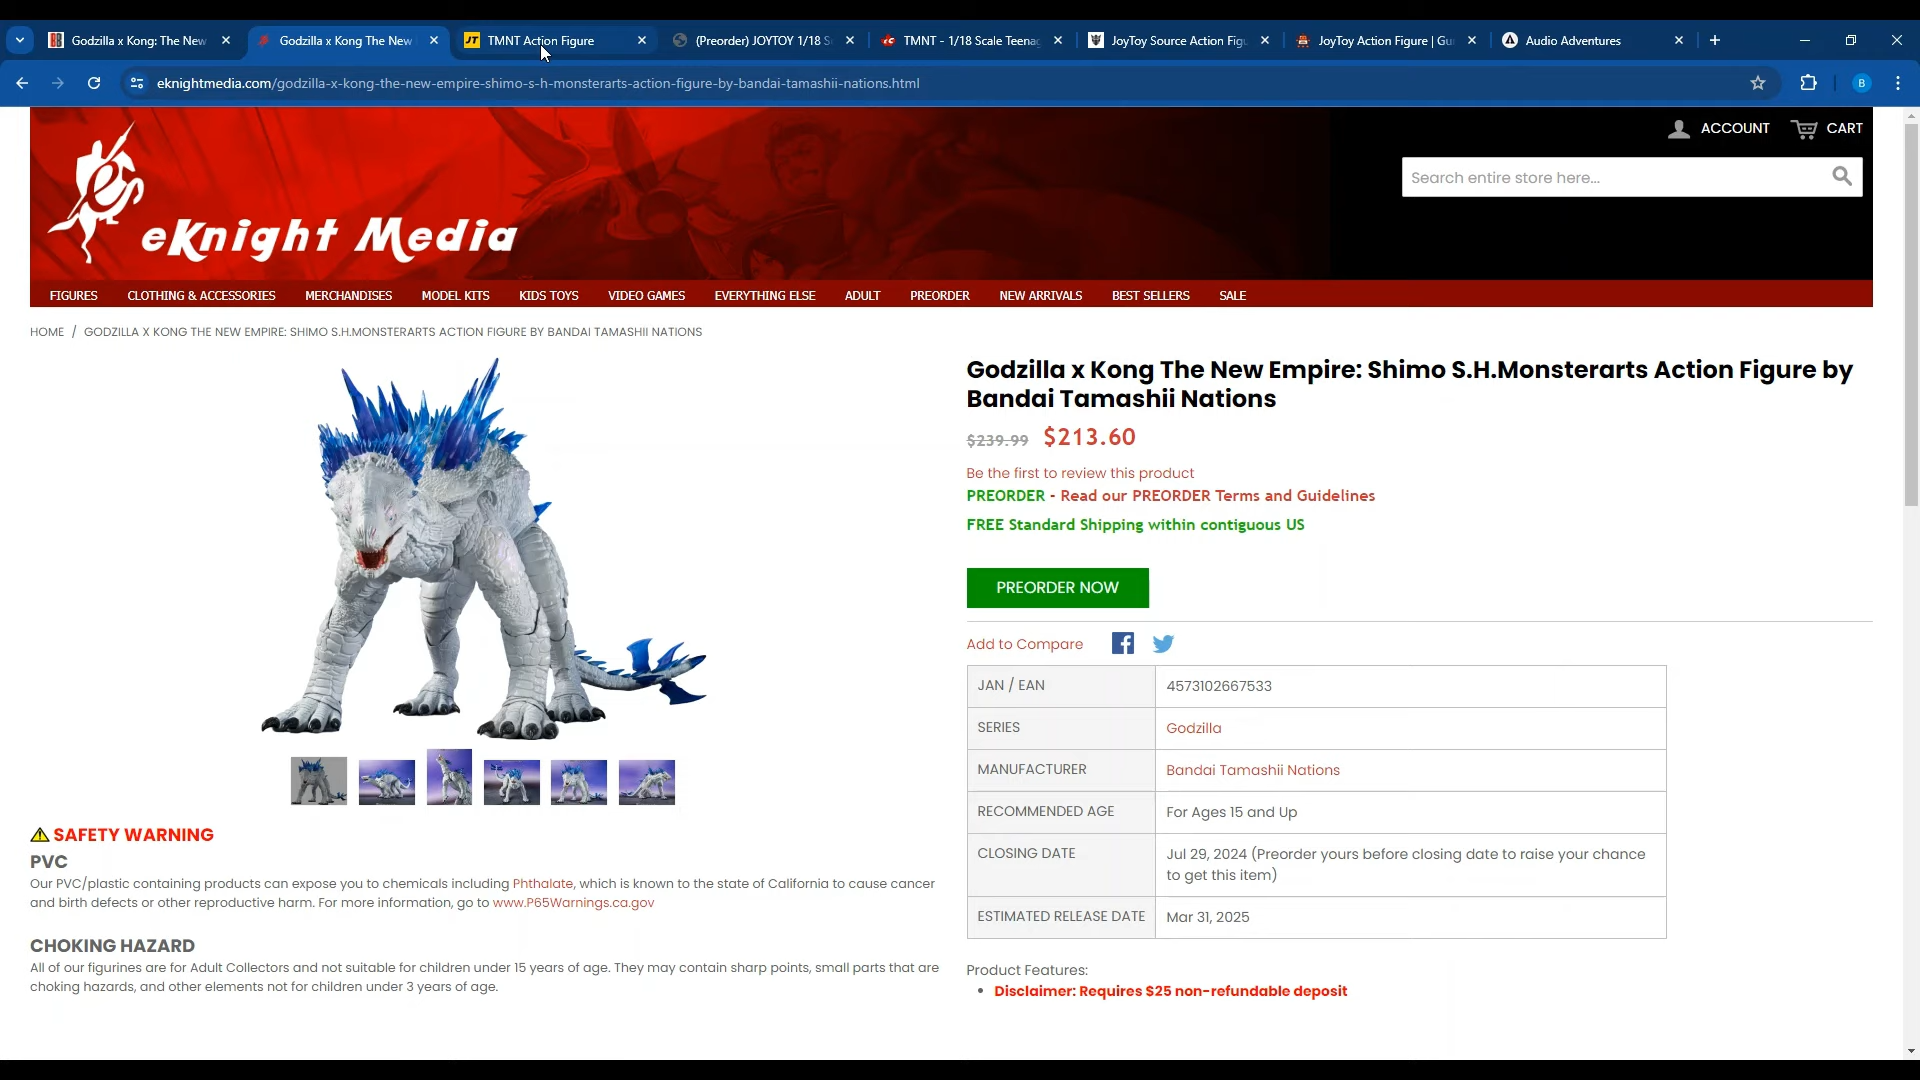 Godzilla x Kong: The New
Godzilla x Kong The New
JT TMNT Action Figure
(Preorder) JOYTOY 1/18 S
TMNT - 1/18 Scale Teenag
JoyToy Source Action Figu
JoyToy Action Figure | Gu
Audio Adventures
eknightmedia.com/godzilla-x-kong-the-new-empire-shimo-s-h-monsterarts-action-figure-by-bandai-tamashii-nations.html
B
ACCOUNT
CART
Search entire store here...
eKnight Media
FIGURES
CLOTHING & ACCESSORIES
MERCHANDISES
MODEL KITS
KIDS TOYS
VIDEO GAMES
EVERYTHING ELSE
ADULT
PREORDER
NEW ARRIVALS
BEST SELLERS
SALE
HOME / GODZILLA X KONG THE NEW EMPIRE: SHIMO S.H.MONSTERARTS ACTION FIGURE BY BANDAI TAMASHII NATIONS
Godzilla x Kong The New Empire: Shimo S.H.Monsterarts Action Figure by
Bandai Tamashii Nations
$239.99 $213.60
Be the first to review this product
PREORDER - Read our PREORDER Terms and Guidelines
FREE Standard Shipping within contiguous US
PREORDER NOW
Add to Compare
JAN / EAN 4573102667533
SERIES Godzilla
MANUFACTURER Bandai Tamashii Nations
RECOMMENDED AGE For Ages 15 and Up
CLOSING DATE Jul 29, 2024 (Preorder yours before closing date to raise your chance
to get this item)
ESTIMATED RELEASE DATE Mar 31, 2025
Product Features:
• Disclaimer: Requires $25 non-refundable deposit
SAFETY WARNING
PVC
Our PVC/plastic containing products can expose you to chemicals including Phthalate, which is known to the state of California to cause cancer
and birth defects or other reproductive harm. For more information, go to www.P65Warnings.ca.gov
CHOKING HAZARD
All of our figurines are for Adult Collectors and not suitable for children under 15 years of age. They may contain sharp points, small parts that are
choking hazards, and other elements not for children under 3 years of age.